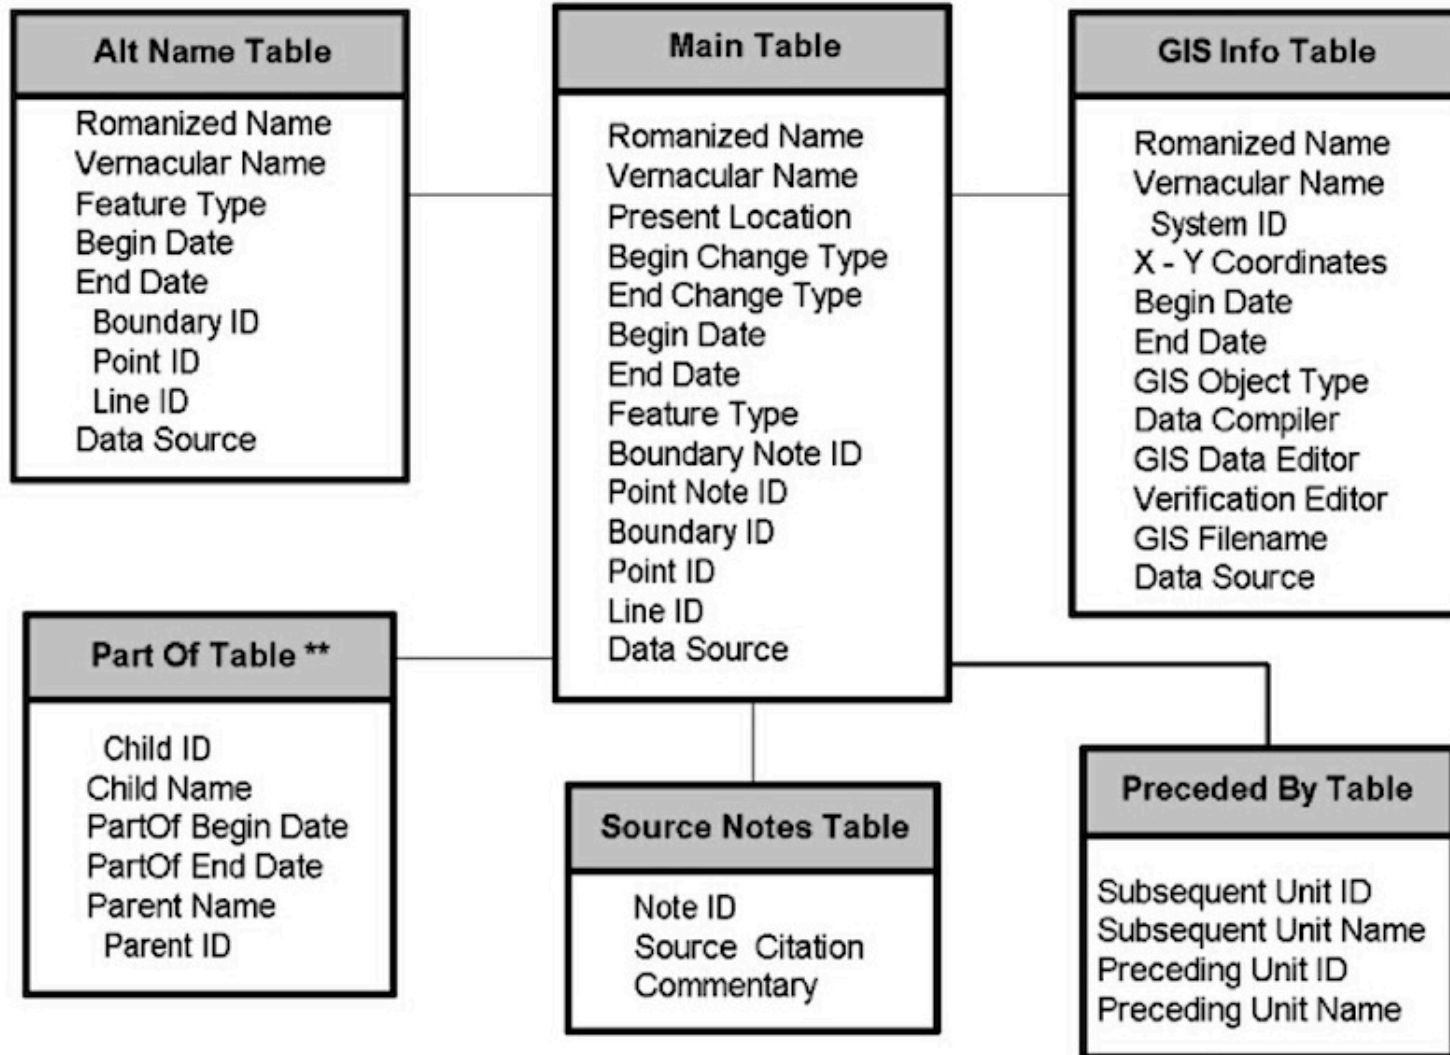 Alt Name Table
Romanized Name
Vernacular Name
Feature Type
Begin Date
End Date
Boundary ID
Point ID
Line ID
Data Source
Main Table
Romanized Name
Vernacular Name
Present Location
Begin Change Type
End Change Type
Begin Date
End Date
Feature Type
Boundary Note ID
Point Note ID
Boundary ID
Point ID
Line ID
Data Source
GIS Info Table
Romanized Name
Vernacular Name
System ID
X - Y Coordinates
Begin Date
End Date
GIS Object Type
Data Compiler
GIS Data Editor
Verification Editor
GIS Filename
Data Source
Part Of Table **
Child ID
Child Name
PartOf Begin Date
PartOf End Date
Parent Name
Parent ID
Source Notes Table
Note ID
Source Citation
Commentary
Preceded By Table
Subsequent Unit ID
Subsequent Unit Name
Preceding Unit ID
Preceding Unit Name